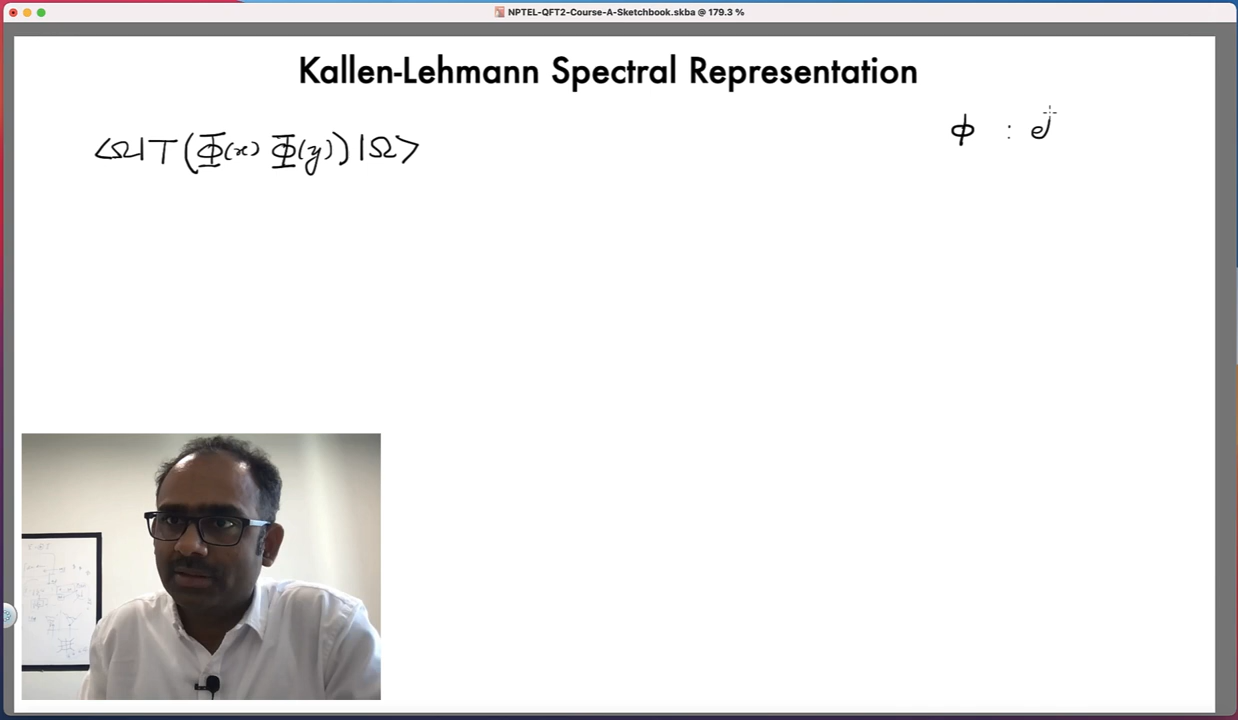 NPTEL-QFT2-Course-A-Sketchbook.skba @ 179.3 %
Kallen-Lehmann Spectral Representation
⟨Ω|T(Φ(x) Φ(y))|Ω⟩
ϕ :